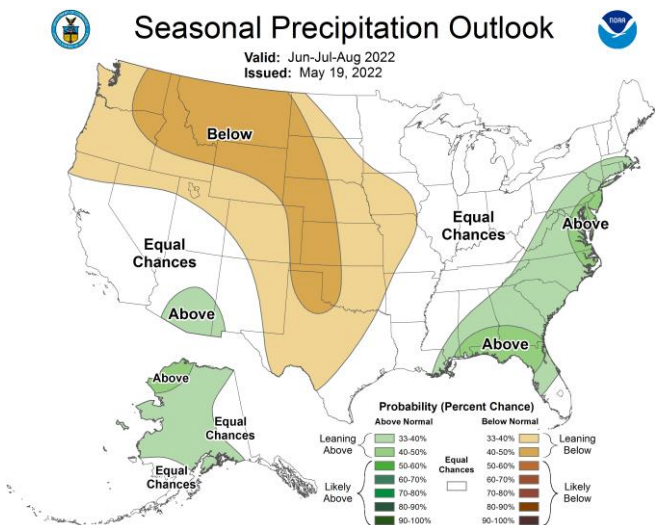 Seasonal Precipitation Outlook
NOAA
Valid: Jun-Jul-Aug 2022
Issued: May 19, 2022
Below
Equal
Chances
Equal
Chances
Above
Above
Above
Above
Equal
Chances
Equal
Chances
Probability (Percent Chance)
Above Normal
Below Normal
Leaning
Above
33-40%
40-50%
Likely
Above
50-60%
60-70%
70-80%
80-90%
90-100%
Equal
Chances
33-40%
40-50%
Leaning
Below
50-60%
60-70%
70-80%
80-90%
90-100%
Likely
Below